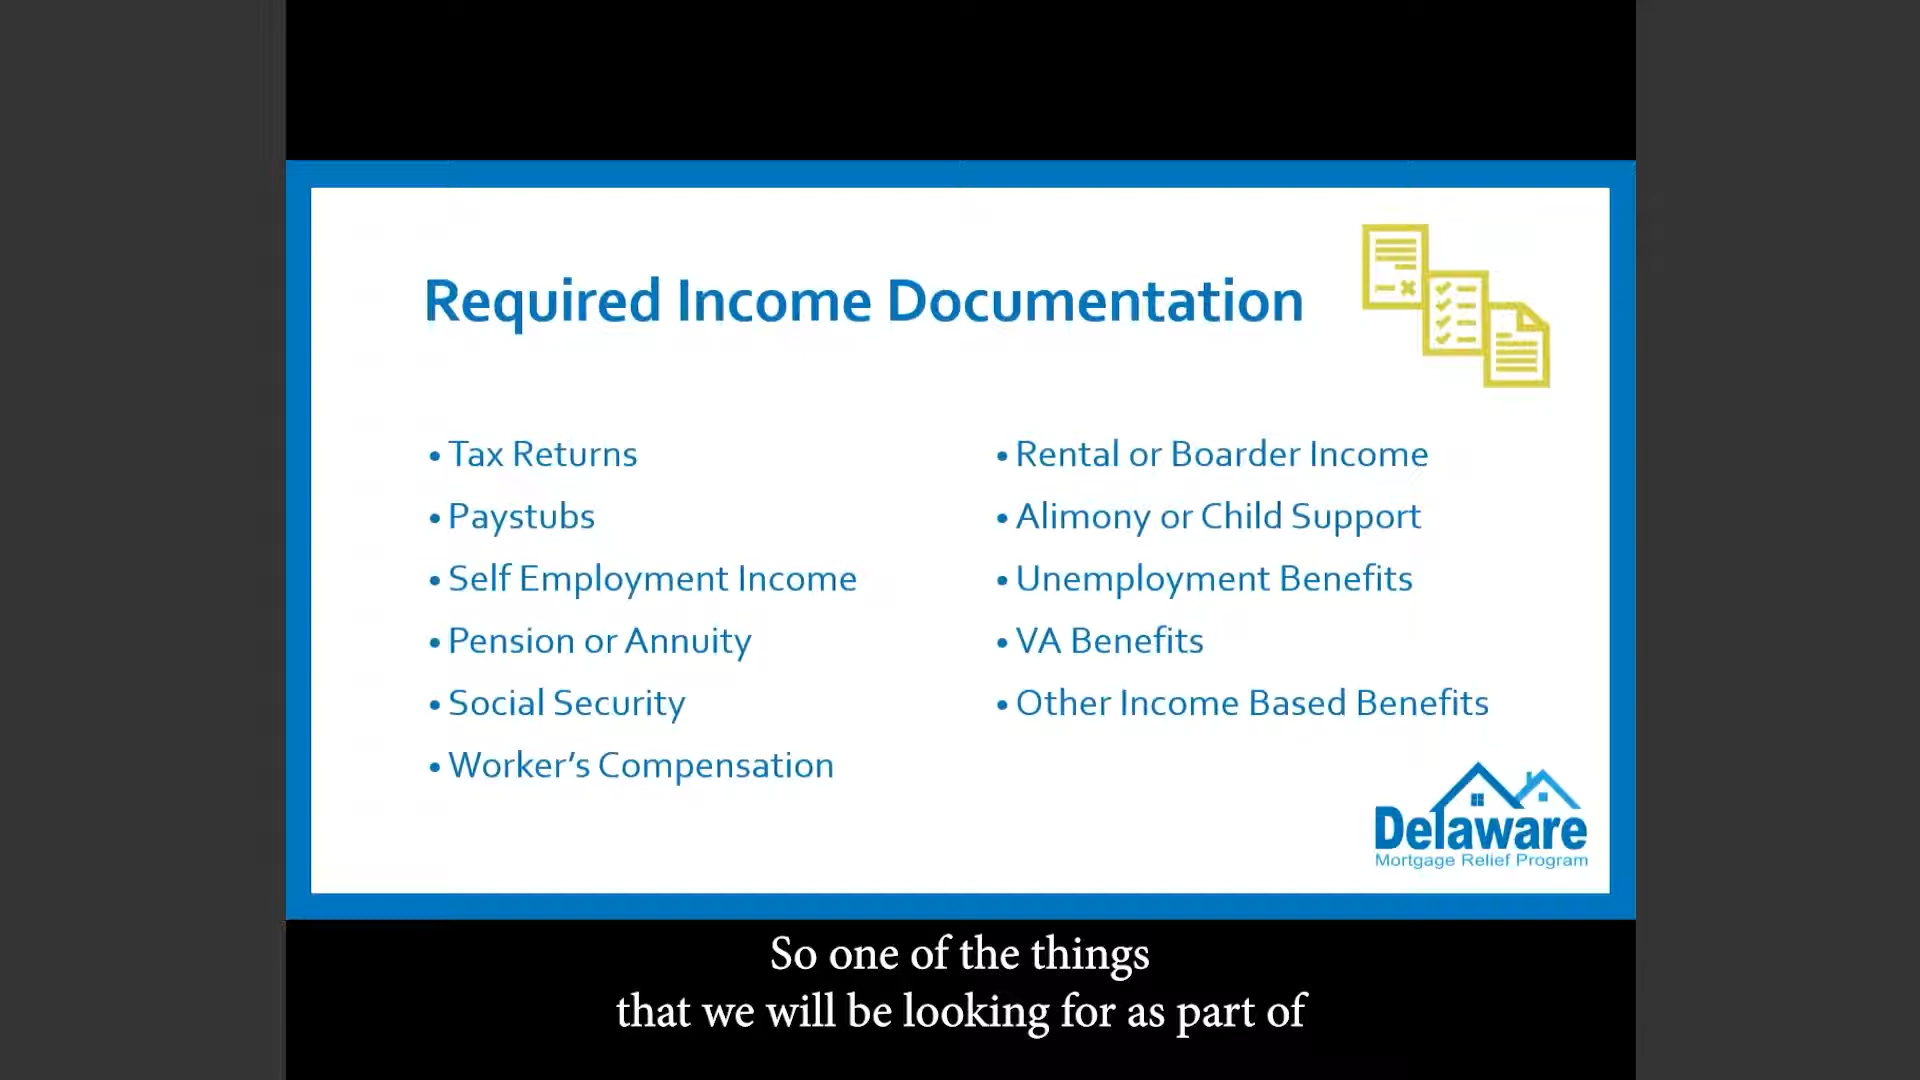 Required Income Documentation
• Tax Returns
• Paystubs
• Self Employment Income
• Pension or Annuity
• Social Security
• Worker’s Compensation
• Rental or Boarder Income
• Alimony or Child Support
• Unemployment Benefits
• VA Benefits
• Other Income Based Benefits
Delaware
Mortgage Relief Program
So one of the things
that we will be looking for as part of